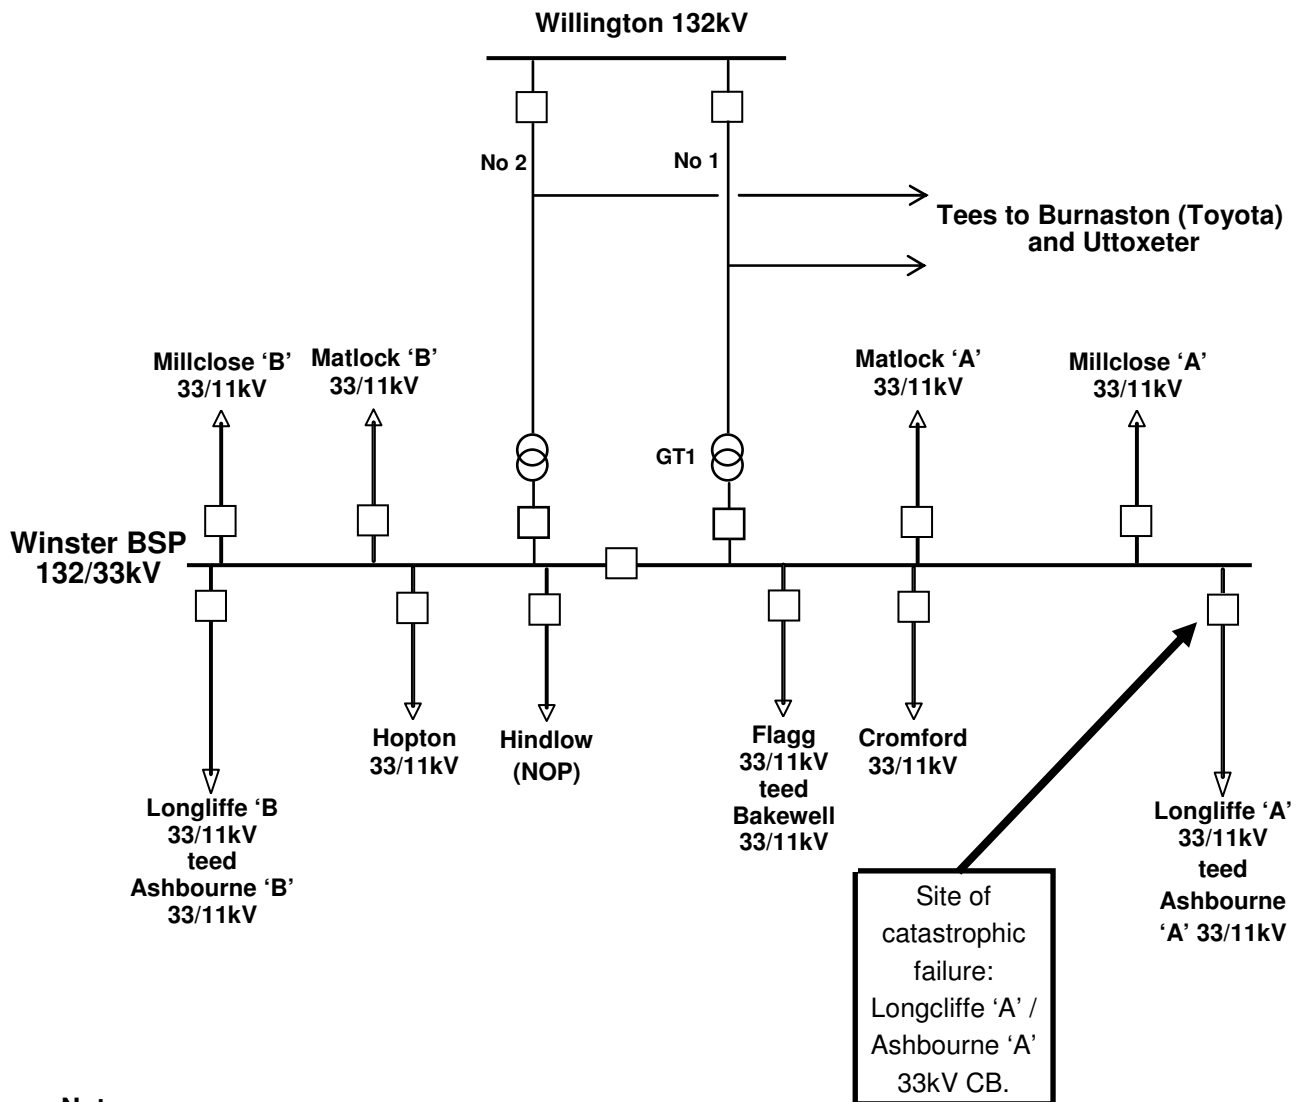 Willington 132kV
No 2
No 1
Tees to Burnaston (Toyota)
and Uttoxeter
Millclose ‘B’
33/11kV
Matlock ‘B’
33/11kV
Matlock ‘A’
33/11kV
Millclose ‘A’
33/11kV
GT1
Winster BSP
132/33kV
Longliffe ‘B
33/11kV
teed
Ashbourne ‘B’
33/11kV
Hopton
33/11kV
Hindlow
(NOP)
Flagg
33/11kV
teed
Bakewell
33/11kV
Cromford
33/11kV
Longliffe ‘A’
33/11kV
teed
Ashbourne
‘A’ 33/11kV
Site of
catastrophic
failure:
Longcliffe ‘A’ /
Ashbourne ‘A’
33kV CB.